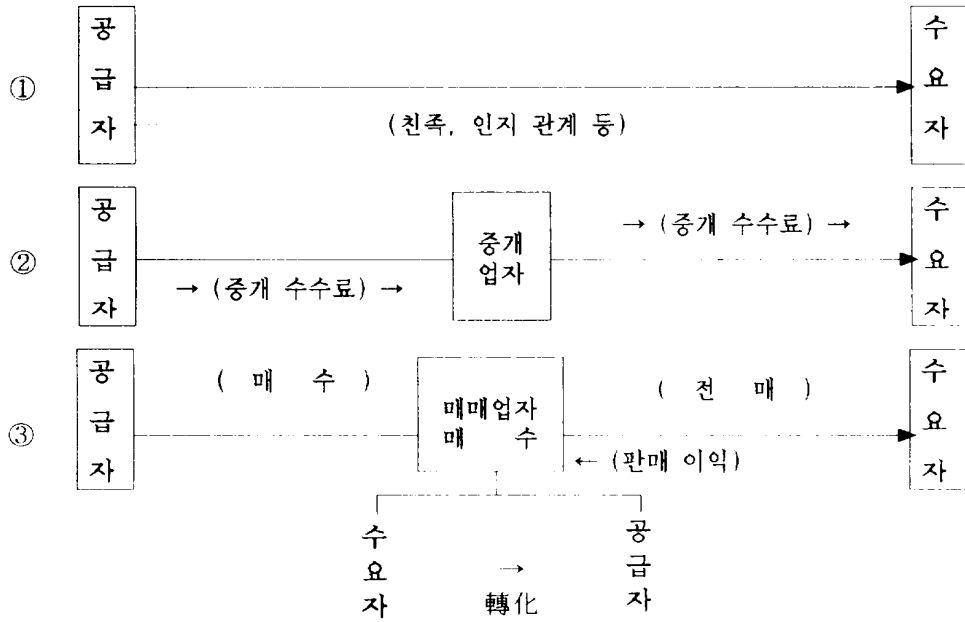 ① 공급자 수요자
(친족, 인지 관계 등)
② 공급자 중개업자 수요자
→ (중개 수수료) →
→ (중개 수수료) →
③ 공급자 수요자
( 매 수 ) ( 전 매 )
매매업자
매 수
← (판매 이익)
수요자 → 공급자
轉化